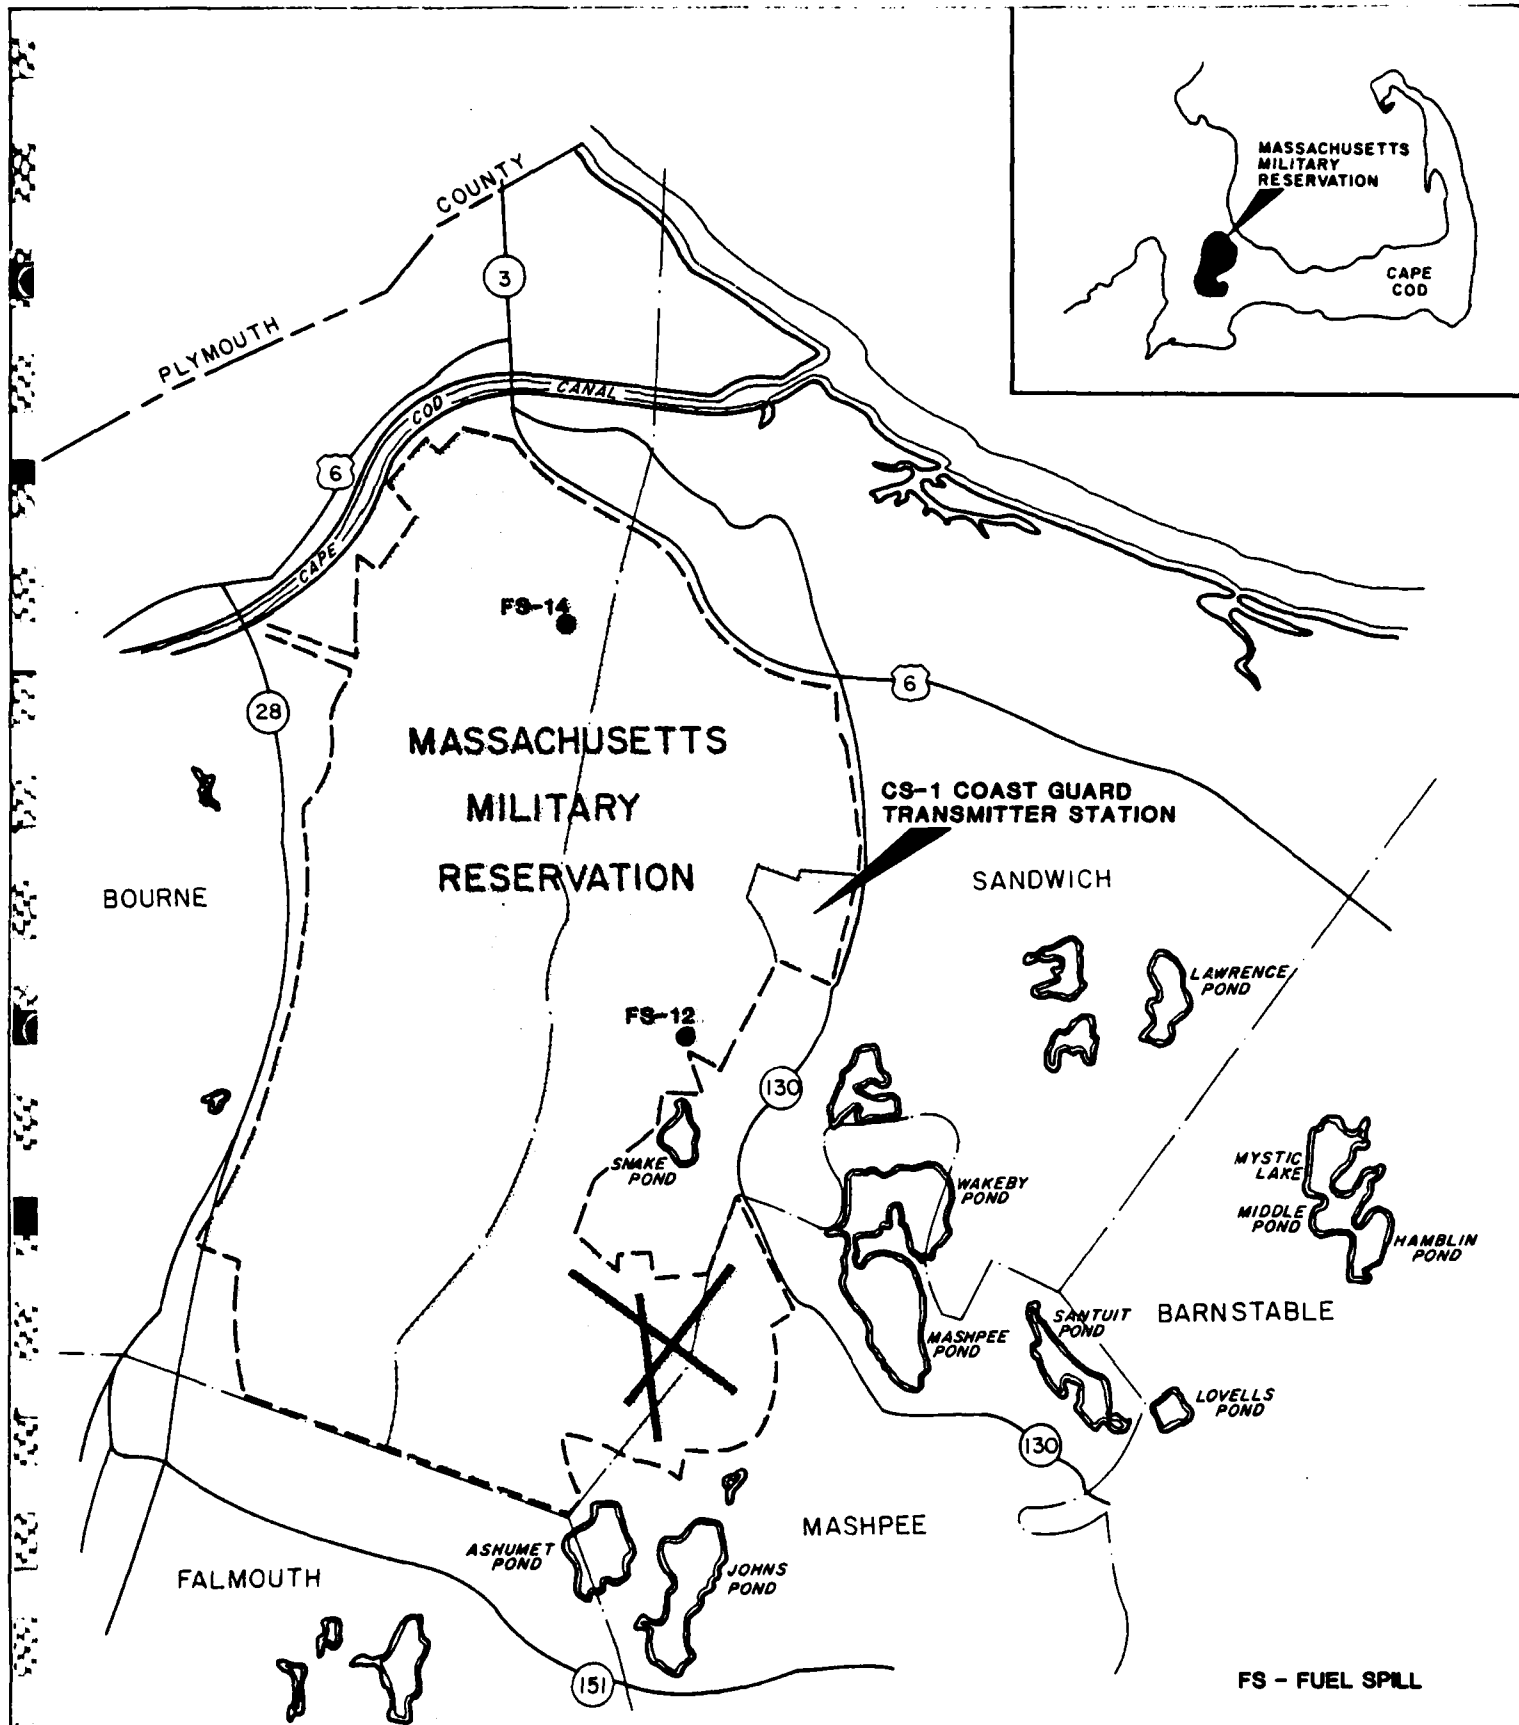 MASSACHUSETTS
MILITARY
RESERVATION
CAPE
COD
PLYMOUTH COUNTY
3
6
CAPE COD CANAL
FS-14
28
6
MASSACHUSETTS
MILITARY
RESERVATION
CS-1 COAST GUARD
TRANSMITTER STATION
BOURNE
SANDWICH
LAWRENCE
POND
FS-12
130
SNAKE
POND
WAKEBY
POND
MYSTIC
LAKE
MIDDLE
POND
HAMBLIN
POND
MASHPEE
POND
SANTUIT
POND
BARNSTABLE
LOVELLS
POND
130
MASHPEE
ASHUMET
POND
JOHNS
POND
FALMOUTH
151
FS - FUEL SPILL